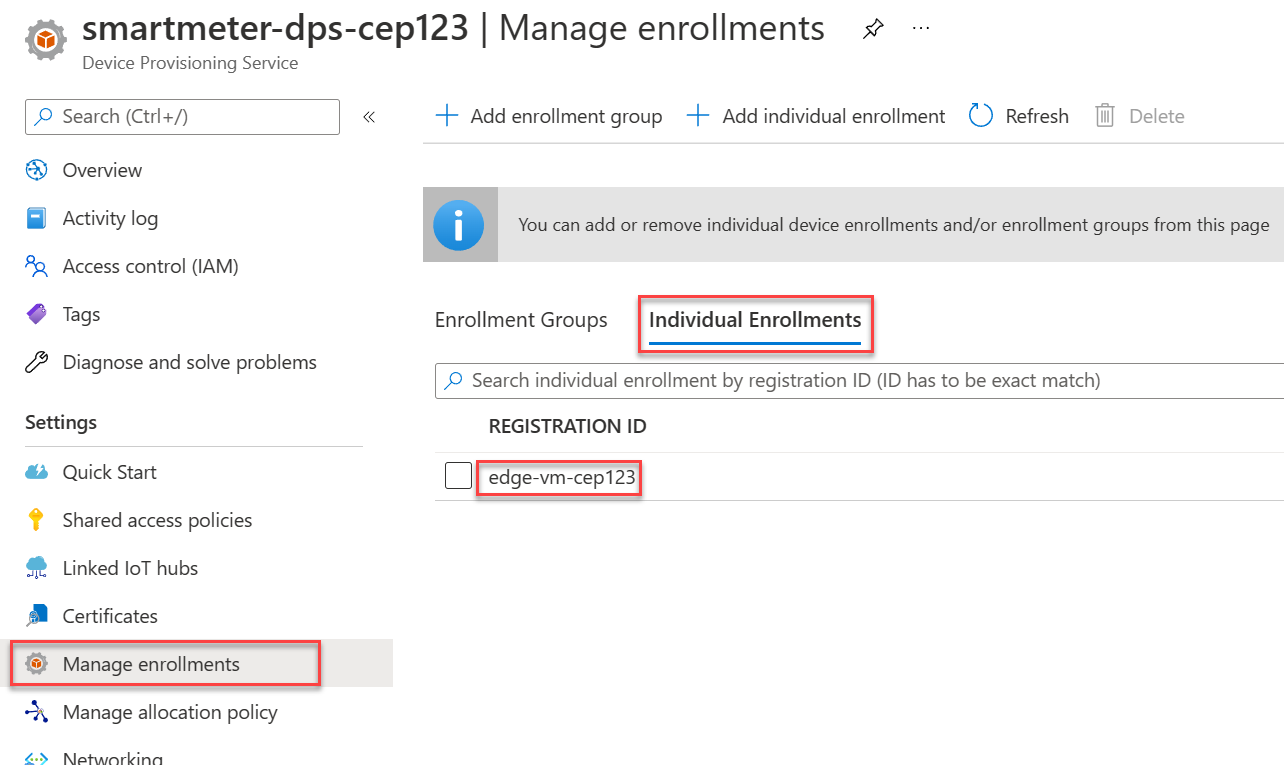 smartmeter-dps-cep123 | Manage enrollments
Device Provisioning Service
Search (Ctrl+/)
Overview
Activity log
Access control (IAM)
Tags
Diagnose and solve problems
Settings
Quick Start
Shared access policies
Linked IoT hubs
Certificates
Manage enrollments
Manage allocation policy
Networking
Add enrollment group
Add individual enrollment
Refresh
Delete
You can add or remove individual device enrollments and/or enrollment groups from this page
Enrollment Groups
Individual Enrollments
Search individual enrollment by registration ID (ID has to be exact match)
REGISTRATION ID
edge-vm-cep123